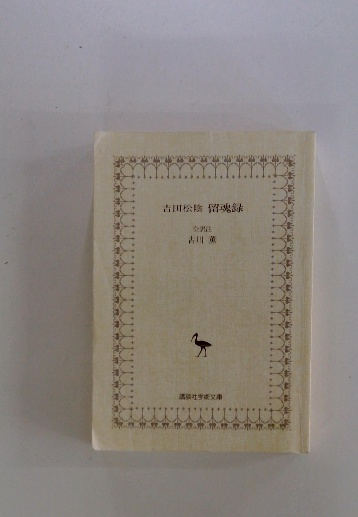 吉田松陰 留魂録
全訳注
古川 薫
講談社学術文庫